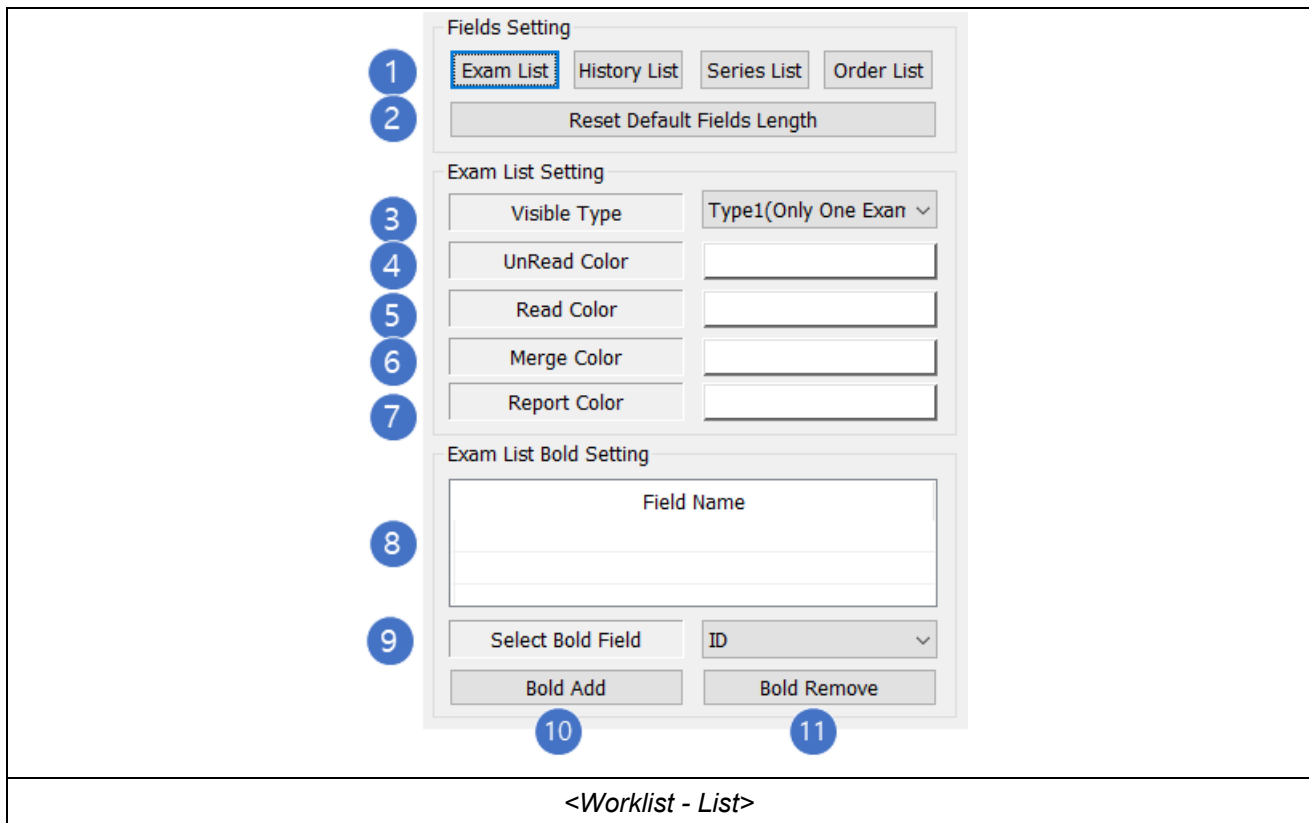 Fields Setting
1 Exam List History List Series List Order List
2 Reset Default Fields Length
Exam List Setting
3 Visible Type Type1(Only One Exan
4 UnRead Color
5 Read Color
6 Merge Color
7 Report Color
Exam List Bold Setting
Field Name
8
9 Select Bold Field ID
Bold Add Bold Remove
10 11
<Worklist - List>